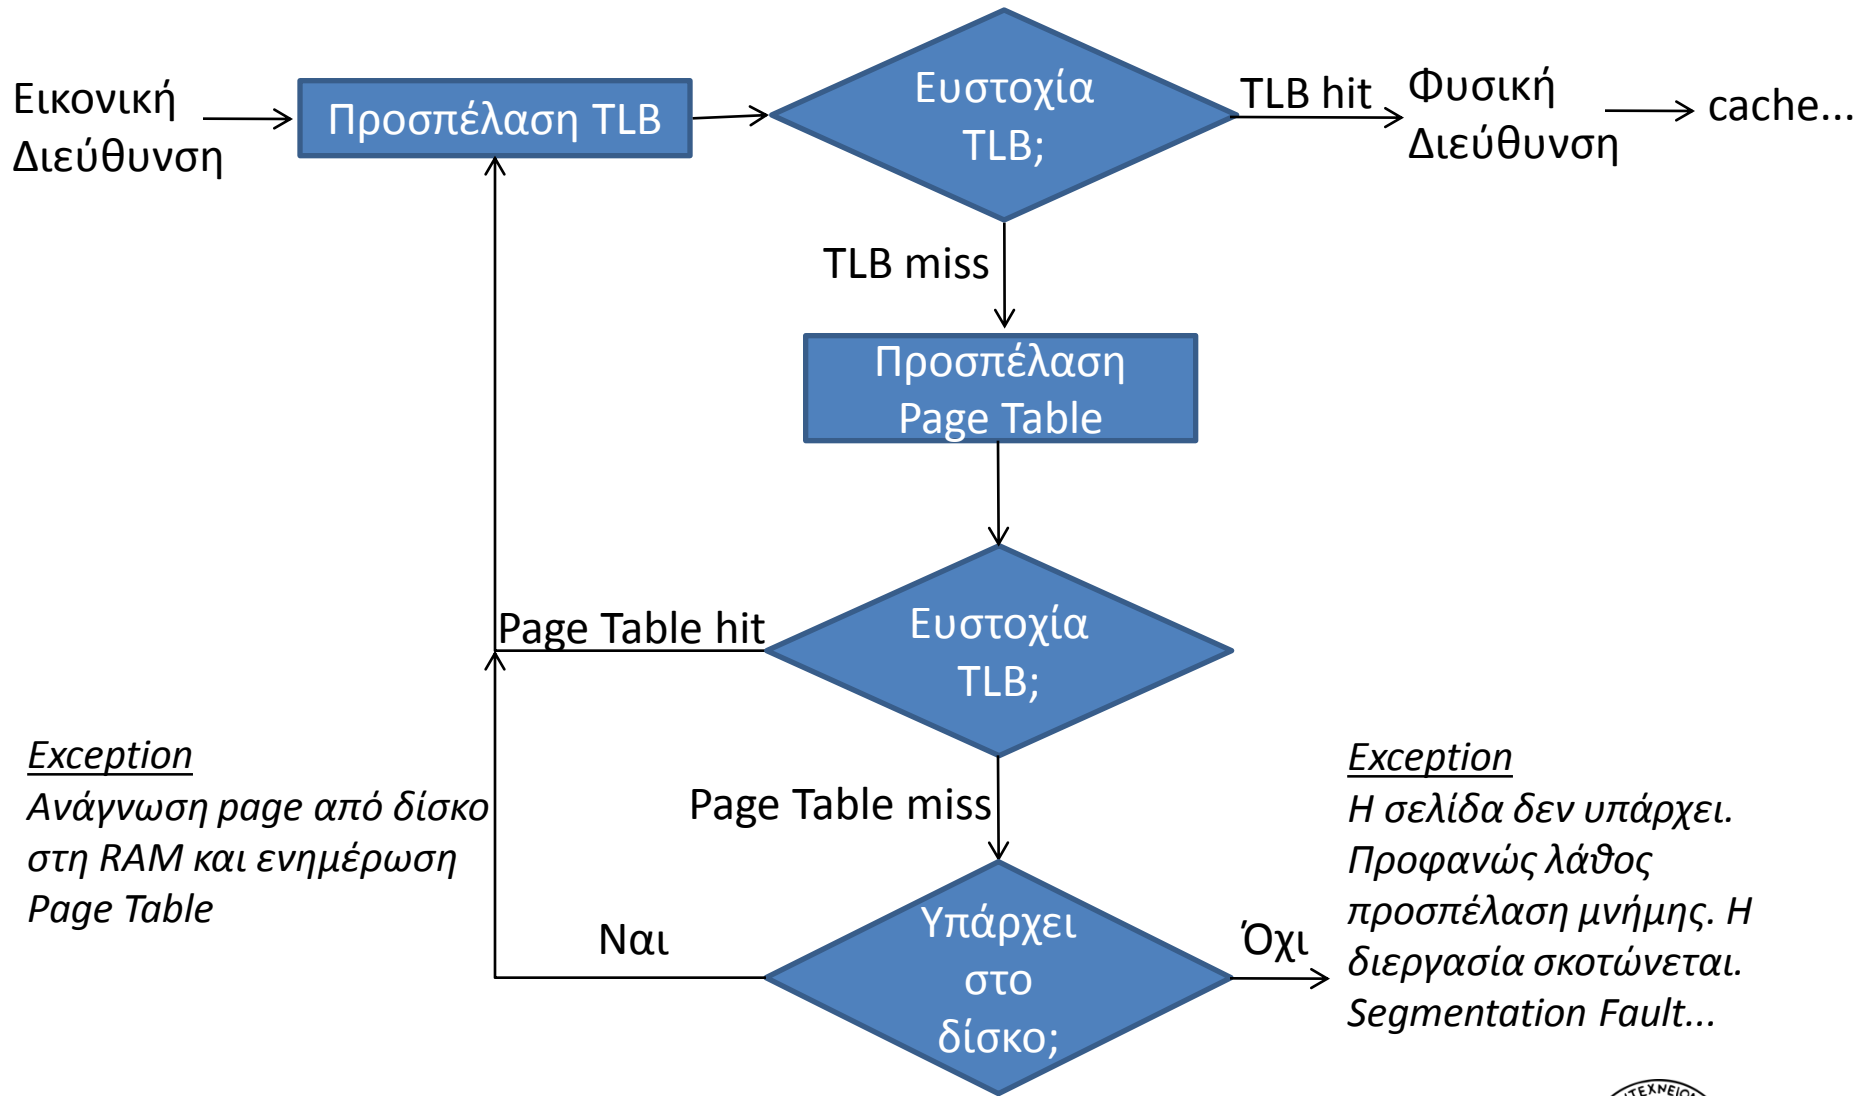 Εικονική
Διεύθυνση
Προσπέλαση TLB
Ευστοχία
TLB;
TLB hit
Φυσική
Διεύθυνση
cache...
TLB miss
Προσπέλαση
Page Table
Page Table hit
Ευστοχία
TLB;
Exception
Ανάγνωση page από δίσκο
στη RAM και ενημέρωση
Page Table
Page Table miss
Ναι
Υπάρχει
στο
δίσκο;
Όχι
Exception
Η σελίδα δεν υπάρχει.
Προφανώς λάθος
προσπέλαση μνήμης. Η
διεργασία σκοτώνεται.
Segmentation Fault...